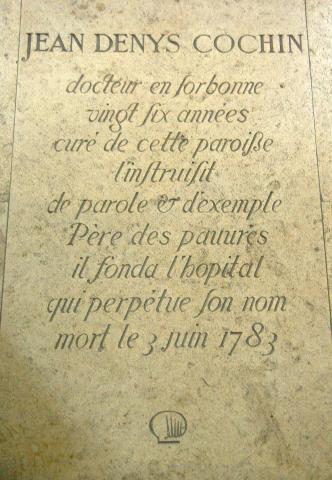 JEAN DENYS COCHIN
docteur en ſorbonne
vingt ſix années
curé de cette paroiſse
l'inſtruiſit
de parole & d'exemple
Père des pauures
il fonda l'hopital
qui perpétue ſon nom
mort le 3 juin 1783